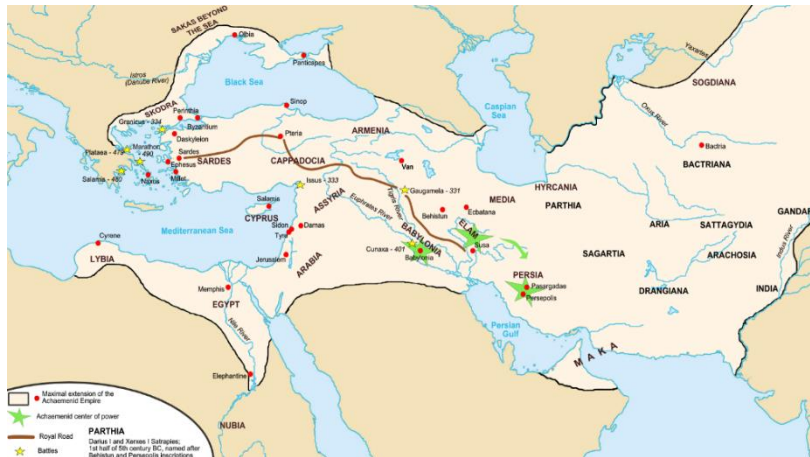 SAKAS BEYOND
THE SEA
Olbia
Panticapea
Istros
(Danube River)
Black Sea
Caspian
Sea
Yaxartes
SOGDIANA
Oxus River
SKODRA
Perinthia
Byzantium
Sinop
Granicus - 334
Daskyleion
Plataea - 479
Marathon
- 490
Sardes
Ephesus
SARDES
Salamis - 480
Naxos
Milet
Pteria
CAPPADOCIA
ARMENIA
Van
Bactria
BACTRIANA
Issus - 333
ASSYRIA
Gaugamela - 331
Tigris River
Euphrates River
MEDIA
HYRCANIA
PARTHIA
Behistun
Ecbatana
Salamis
CYPRUS
Mediterranean Sea
Sidon
Tyre
Damas
Jerusalem
ARABIA
Cyrene
LYBIA
BABYLONIA
Cunaxa - 401
Babylonia
ELAM
Susa
ARIA
SATTAGYDIA
GANDAR
SAGARTIA
ARACHOSIA
Indus River
DRANGIANA
INDIA
PERSIA
Pasargadae
Persepolis
Persian
Gulf
MAKA
Memphis
EGYPT
Nile River
Elephantine
NUBIA
Maximal extension of the
Achaemenid Empire
Achaemenid center of power
Royal Road
Battles
PARTHIA
Darius I and Xerxes I Satrapies;
1st half of 5th century BC, named after
Behistun and Persepolis inscriptions